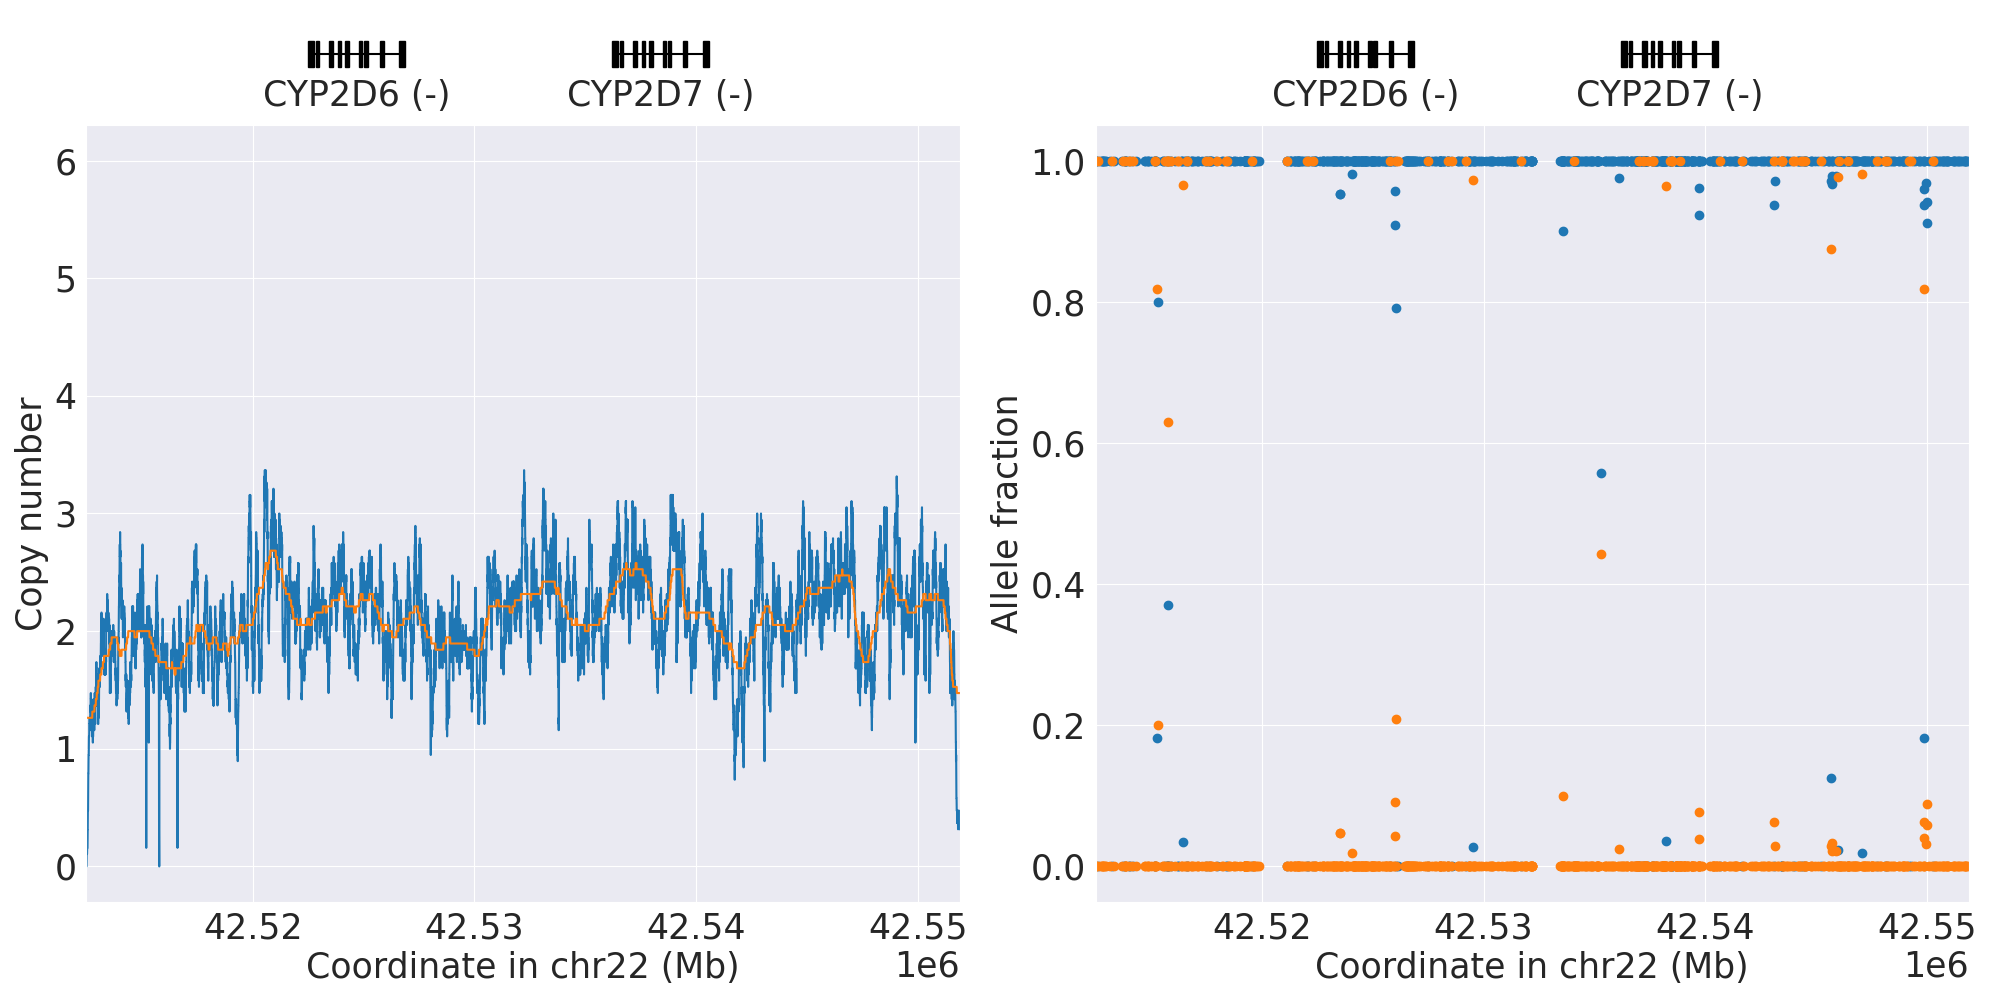 CYP2D6 (-) CYP2D7 (-)
6
5
4
3
2
1
0
Copy number
42.52 42.53 42.54 42.55
Coordinate in chr22 (Mb)
1e6
CYP2D6 (-) CYP2D7 (-)
1.0
0.8
0.6
0.4
0.2
0.0
Allele fraction
42.52 42.53 42.54 42.55
Coordinate in chr22 (Mb)
1e6